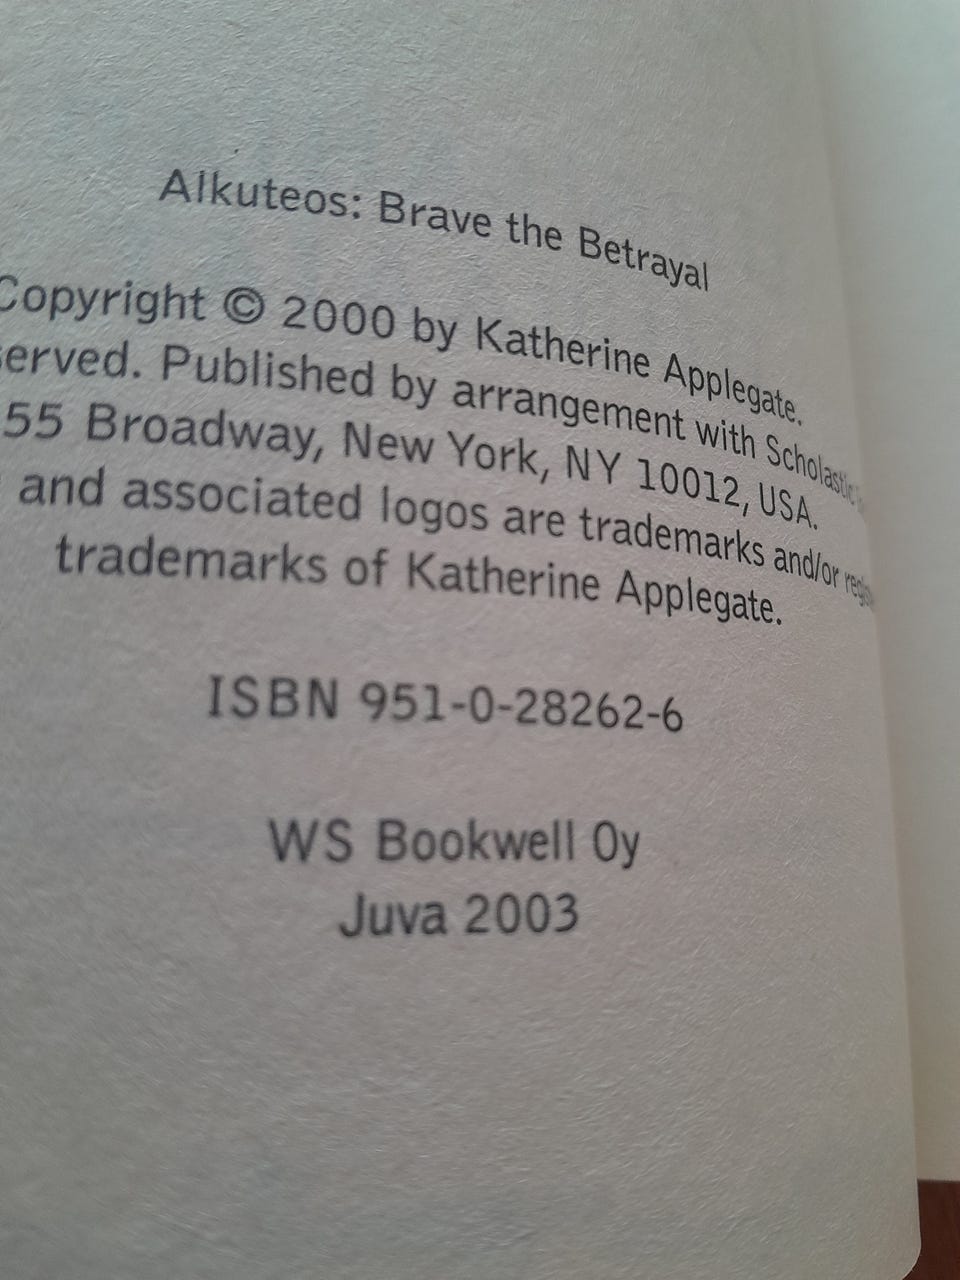 Alkuteos: Brave the Betrayal
Copyright © 2000 by Katherine Applegate.
served. Published by arrangement with Scholastic
55 Broadway, New York, NY 10012, USA.
and associated logos are trademarks and/or
trademarks of Katherine Applegate.
ISBN 951-0-28262-6
WS Bookwell Oy
Juva 2003